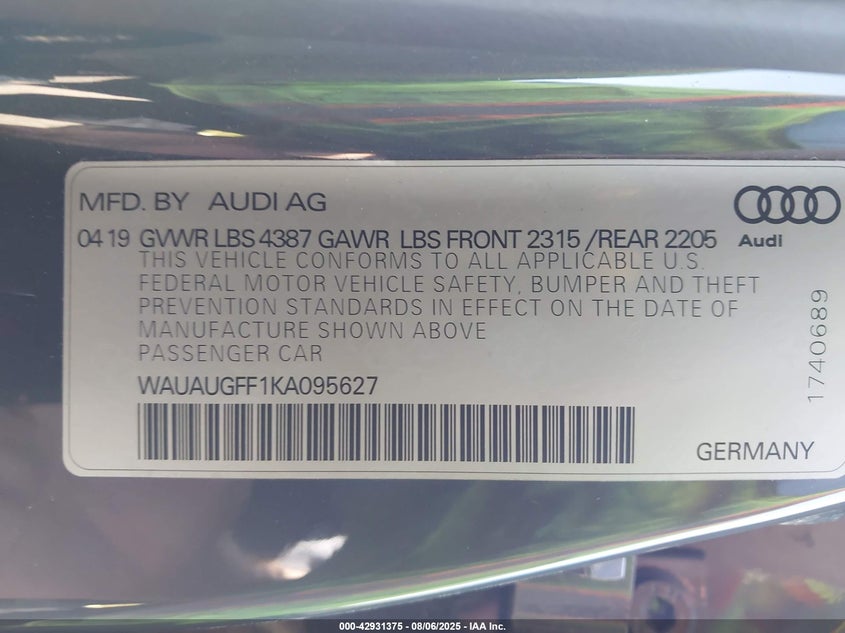 MFD. BY AUDI AG
04 19 GVWR LBS 4387 GAWR LBS FRONT 2315 /REAR 2205
Audi
THIS VEHICLE CONFORMS TO ALL APPLICABLE U.S.
FEDERAL MOTOR VEHICLE SAFETY, BUMPER AND THEFT
PREVENTION STANDARDS IN EFFECT ON THE DATE OF
MANUFACTURE SHOWN ABOVE
PASSENGER CAR
WAUAUGFF1KA095627
1740689
GERMANY
000-42931375 - 08/06/2025 - IAA Inc.